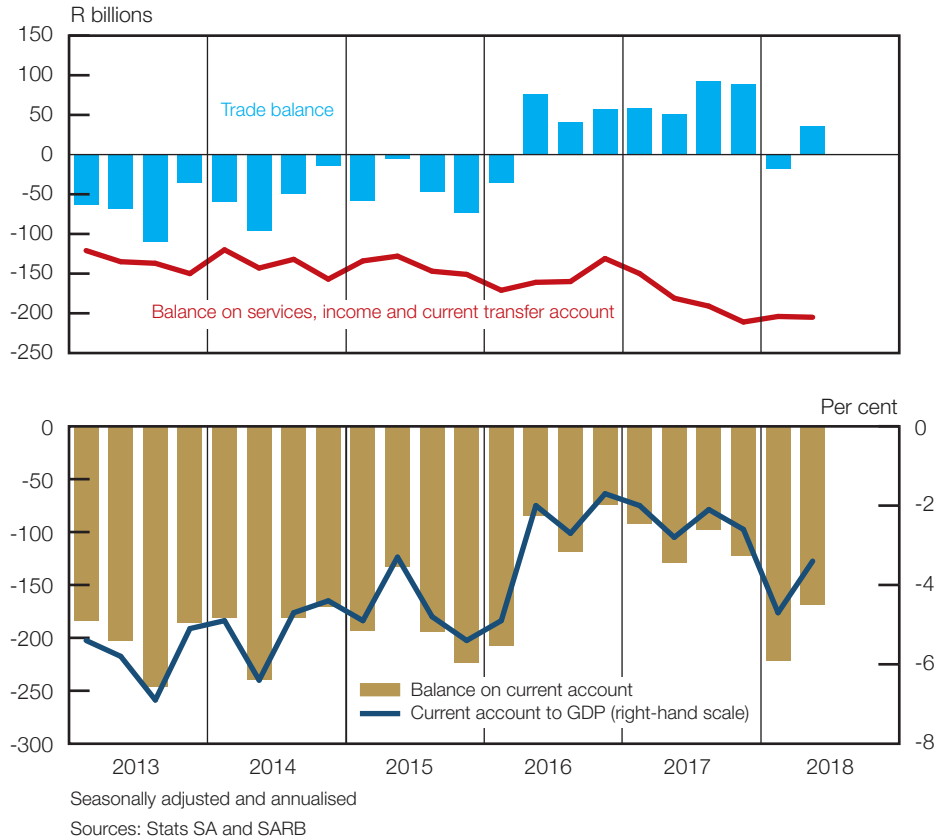 R billions
150
100
50
0
-50
-100
-150
-200
-250
Trade balance
Balance on services, income and current transfer account
Per cent
0
-50
-100
-150
-200
-250
-300
0
-2
-4
-6
-8
Balance on current account
Current account to GDP (right-hand scale)
2013 2014 2015 2016 2017 2018
Seasonally adjusted and annualised
Sources: Stats SA and SARB